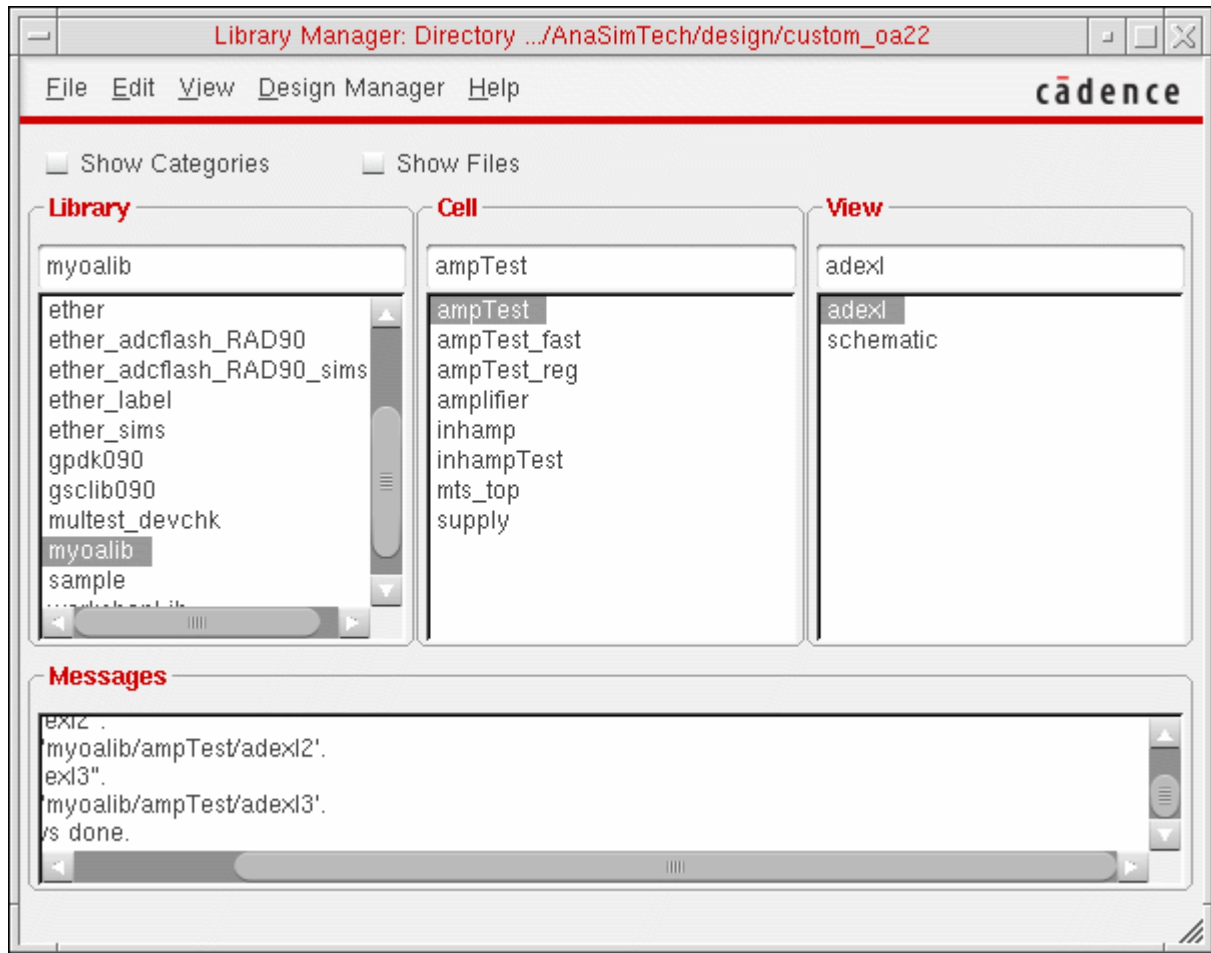 Library Manager: Directory .../AnaSimTech/design/custom_oa22
File Edit View Design Manager Help
cādence
Show Categories
Show Files
Library
myoalib
ether
ether_adcflash_RAD90
ether_adcflash_RAD90_sims
ether_label
ether_sims
gpdk090
gsclib090
multest_devchk
myoalib
sample
Cell
ampTest
ampTest
ampTest_fast
ampTest_reg
amplifier
inhamp
inhampTest
mts_top
supply
View
adexl
adexl
schematic
Messages
exl2".
'myoalib/ampTest/adexl2'.
exl3".
'myoalib/ampTest/adexl3'.
vs done.